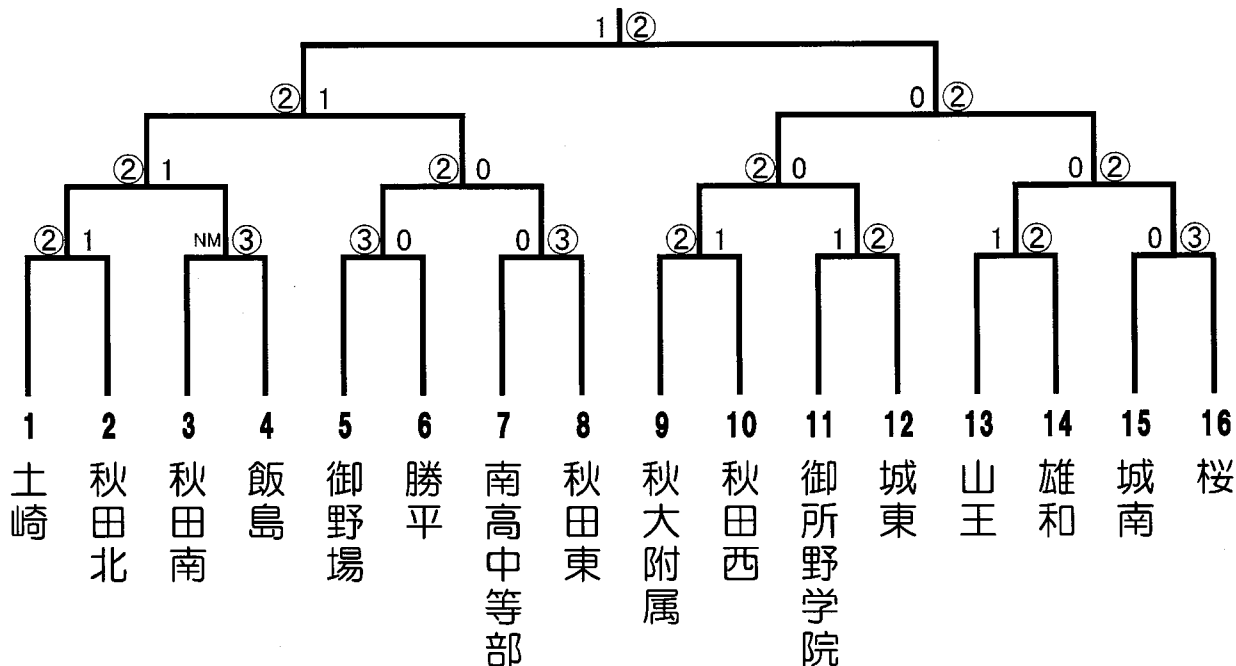 1 ②
② 1 0 ②
② 1 ② 0 ② 0 0 ②
② 1 NM ③ ③ 0 0 ③ ② 1 1 ② 1 ② 0 ③
1 2 3 4 5 6 7 8 9 10 11 12 13 14 15 16
土崎
秋田北
秋田南
飯島
御野場
勝平
南高中等部
秋田東
秋大附属
秋田西
御所野学院
城東
山王
雄和
城南
桜